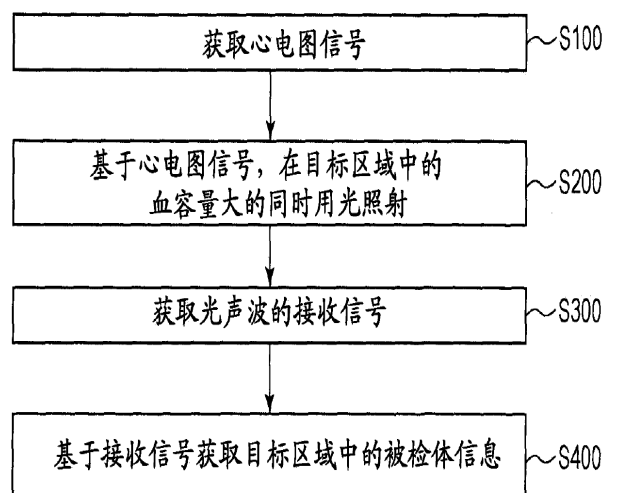 获取心电图信号
S100
基于心电图信号，在目标区域中的
血容量大的同时用光照射
S200
获取光声波的接收信号
S300
基于接收信号获取目标区域中的被检体信息
S400